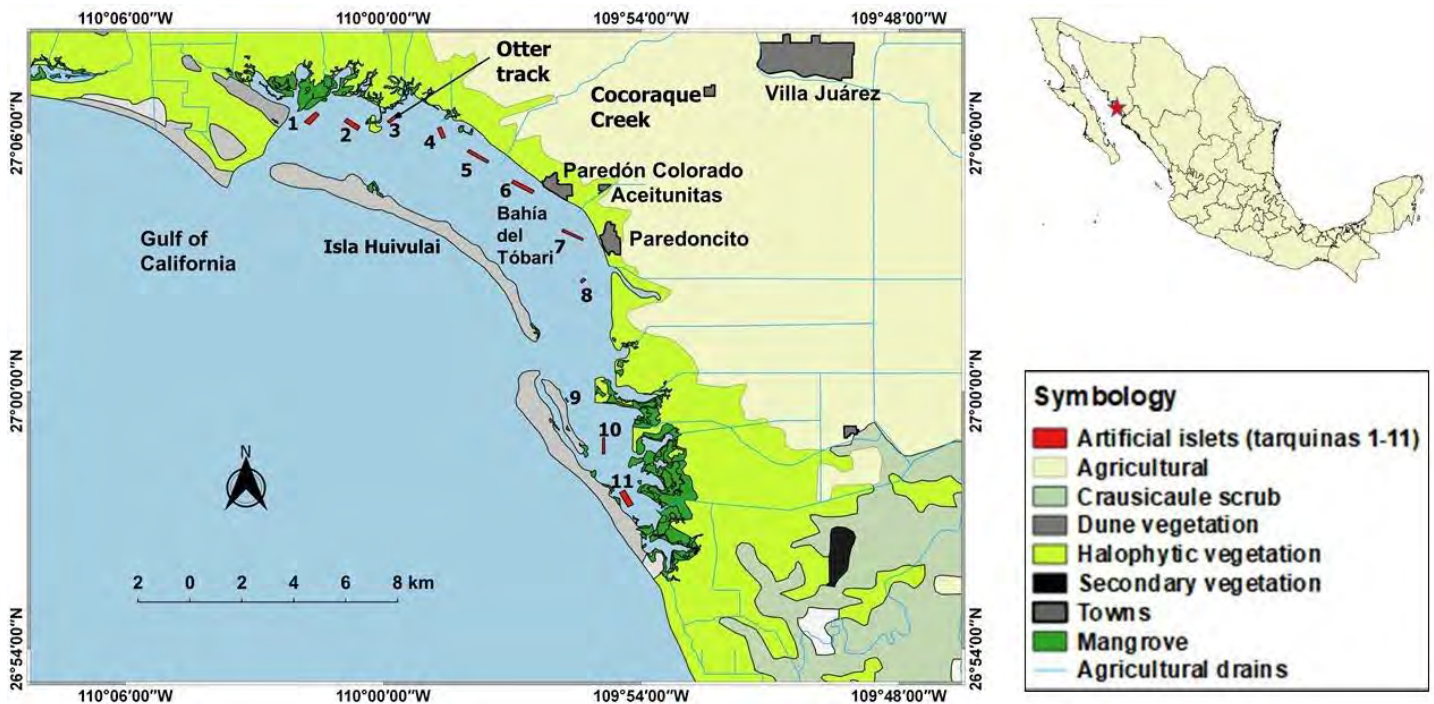 110°06'00"W 110°00'00"W 109°54'00"W 109°48'00"W
27°06'00"N
27°00'00"N
26°54'00"N
Otter
track
Cocoraque
Creek
Villa Juárez
1
2
3
4
5
6
Paredón Colorado
Aceitunitas
Bahía
del
Tóbari
7
Paredoncito
8
Gulf of
California
Isla Huivulai
9
10
11
N
2 0 2 4 6 8 km
27°06'00"N
27°00'00"N
26°54'00"N
110°06'00"W 110°00'00"W 109°54'00"W 109°48'00"W
Symbology
Artificial islets (tarquinas 1-11)
Agricultural
Crausicaule scrub
Dune vegetation
Halophytic vegetation
Secondary vegetation
Towns
Mangrove
Agricultural drains